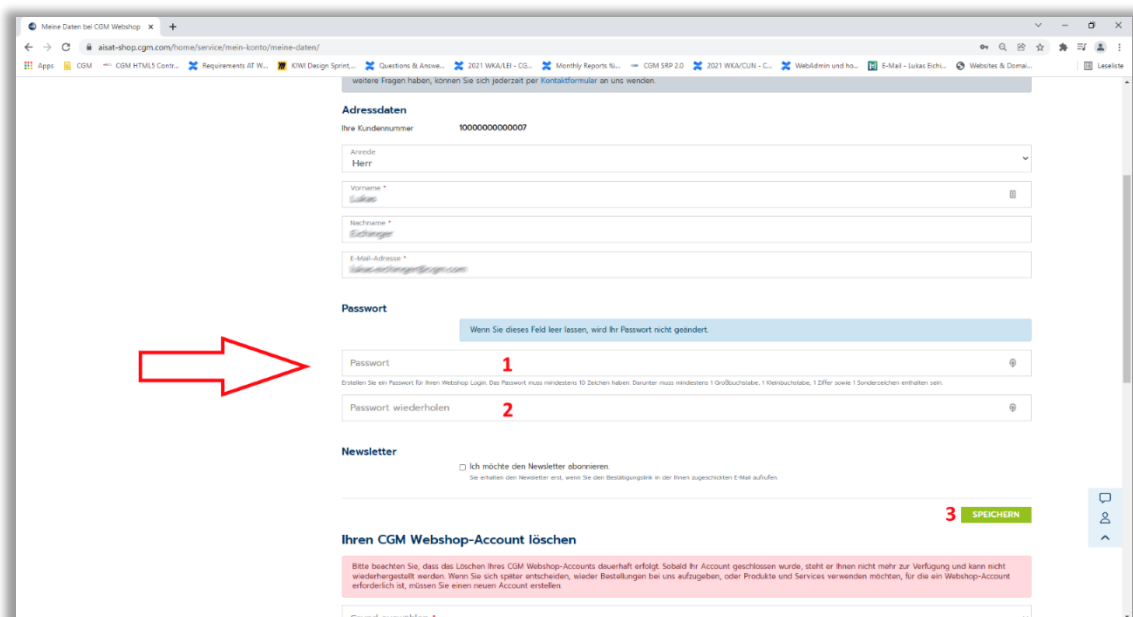 Meine Daten bei CGM Webshop
aisat-shop.cgm.com/home/service/mein-konto/meine-daten/
Apps CGM CGM HTML5 Contr... Requirements AT W... KIWI Design Sprint,... Questions & Answe... 2021 WKA/LEI - CG... Monthly Reports %... CGM SRP 2.0 2021 WKA/CUN - C... WebAdmin und ho... E-Mail - Lukas Eichi... Websites & Domai... Leseliste
weitere Fragen haben, können Sie sich jederzeit per Kontaktformular an uns wenden.
Adressdaten
Ihre Kundennummer 10000000000007
Anrede
Herr
Vorname *
Nachname *
E-Mail-Adresse *
Passwort
Wenn Sie dieses Feld leer lassen, wird Ihr Passwort nicht geändert.
Passwort 1
Erstellen Sie ein Passwort für Ihren Webshop Login. Das Passwort muss mindestens 10 Zeichen haben. Darunter muss mindestens 1 Großbuchstabe, 1 Kleinbuchstabe, 1 Ziffer sowie 1 Sonderzeichen enthalten sein.
Passwort wiederholen 2
Newsletter
Ich möchte den Newsletter abonnieren.
Sie erhalten den Newsletter erst, wenn Sie den Bestätigungslink in der Ihnen zugeschickten E-Mail aufrufen.
3 SPEICHERN
Ihren CGM Webshop-Account löschen
Bitte beachten Sie, dass das Löschen Ihres CGM Webshop-Accounts dauerhaft erfolgt. Sobald Ihr Account geschlossen wurde, steht er Ihnen nicht mehr zur Verfügung und kann nicht
wiederhergestellt werden. Wenn Sie sich später entscheiden, wieder Bestellungen bei uns aufzugeben, oder Produkte und Services verwenden möchten, für die ein Webshop-Account
erforderlich ist, müssen Sie einen neuen Account erstellen.